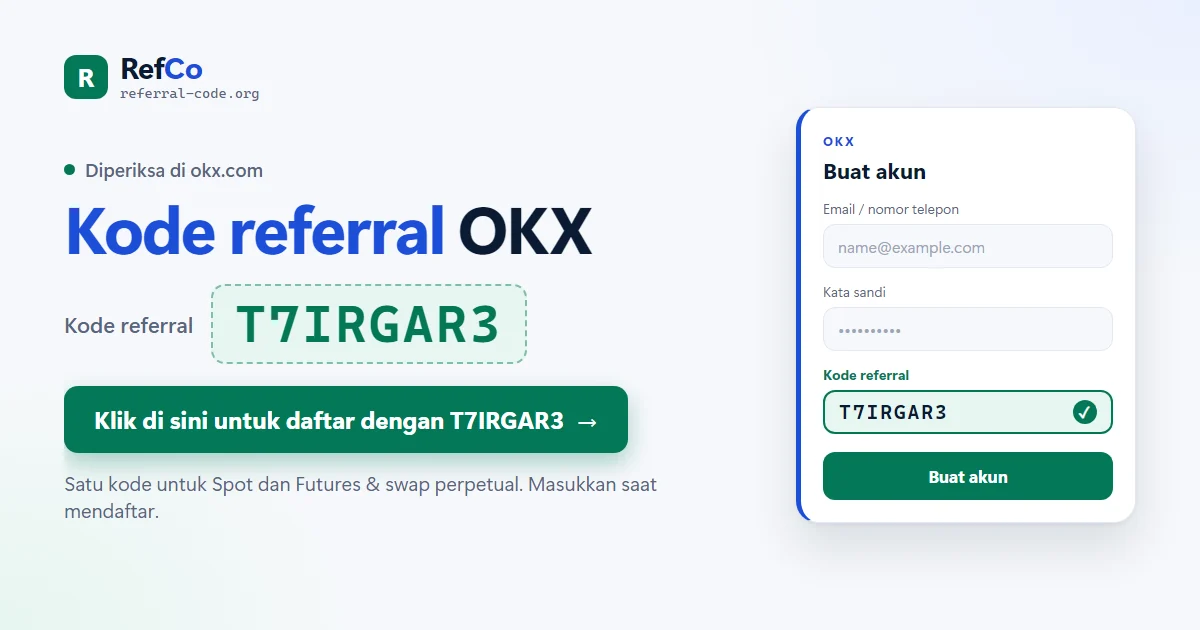 R
RefCo
referral-code.org
Diperiksa di okx.com
Kode referral OKX
Kode referral T7IRGAR3
Klik di sini untuk daftar dengan T7IRGAR3 →
Satu kode untuk Spot dan Futures & swap perpetual. Masukkan saat
mendaftar.
OKX
Buat akun
Email / nomor telepon
name@example.com
Kata sandi
••••••••••
Kode referral
T7IRGAR3 ✓
Buat akun